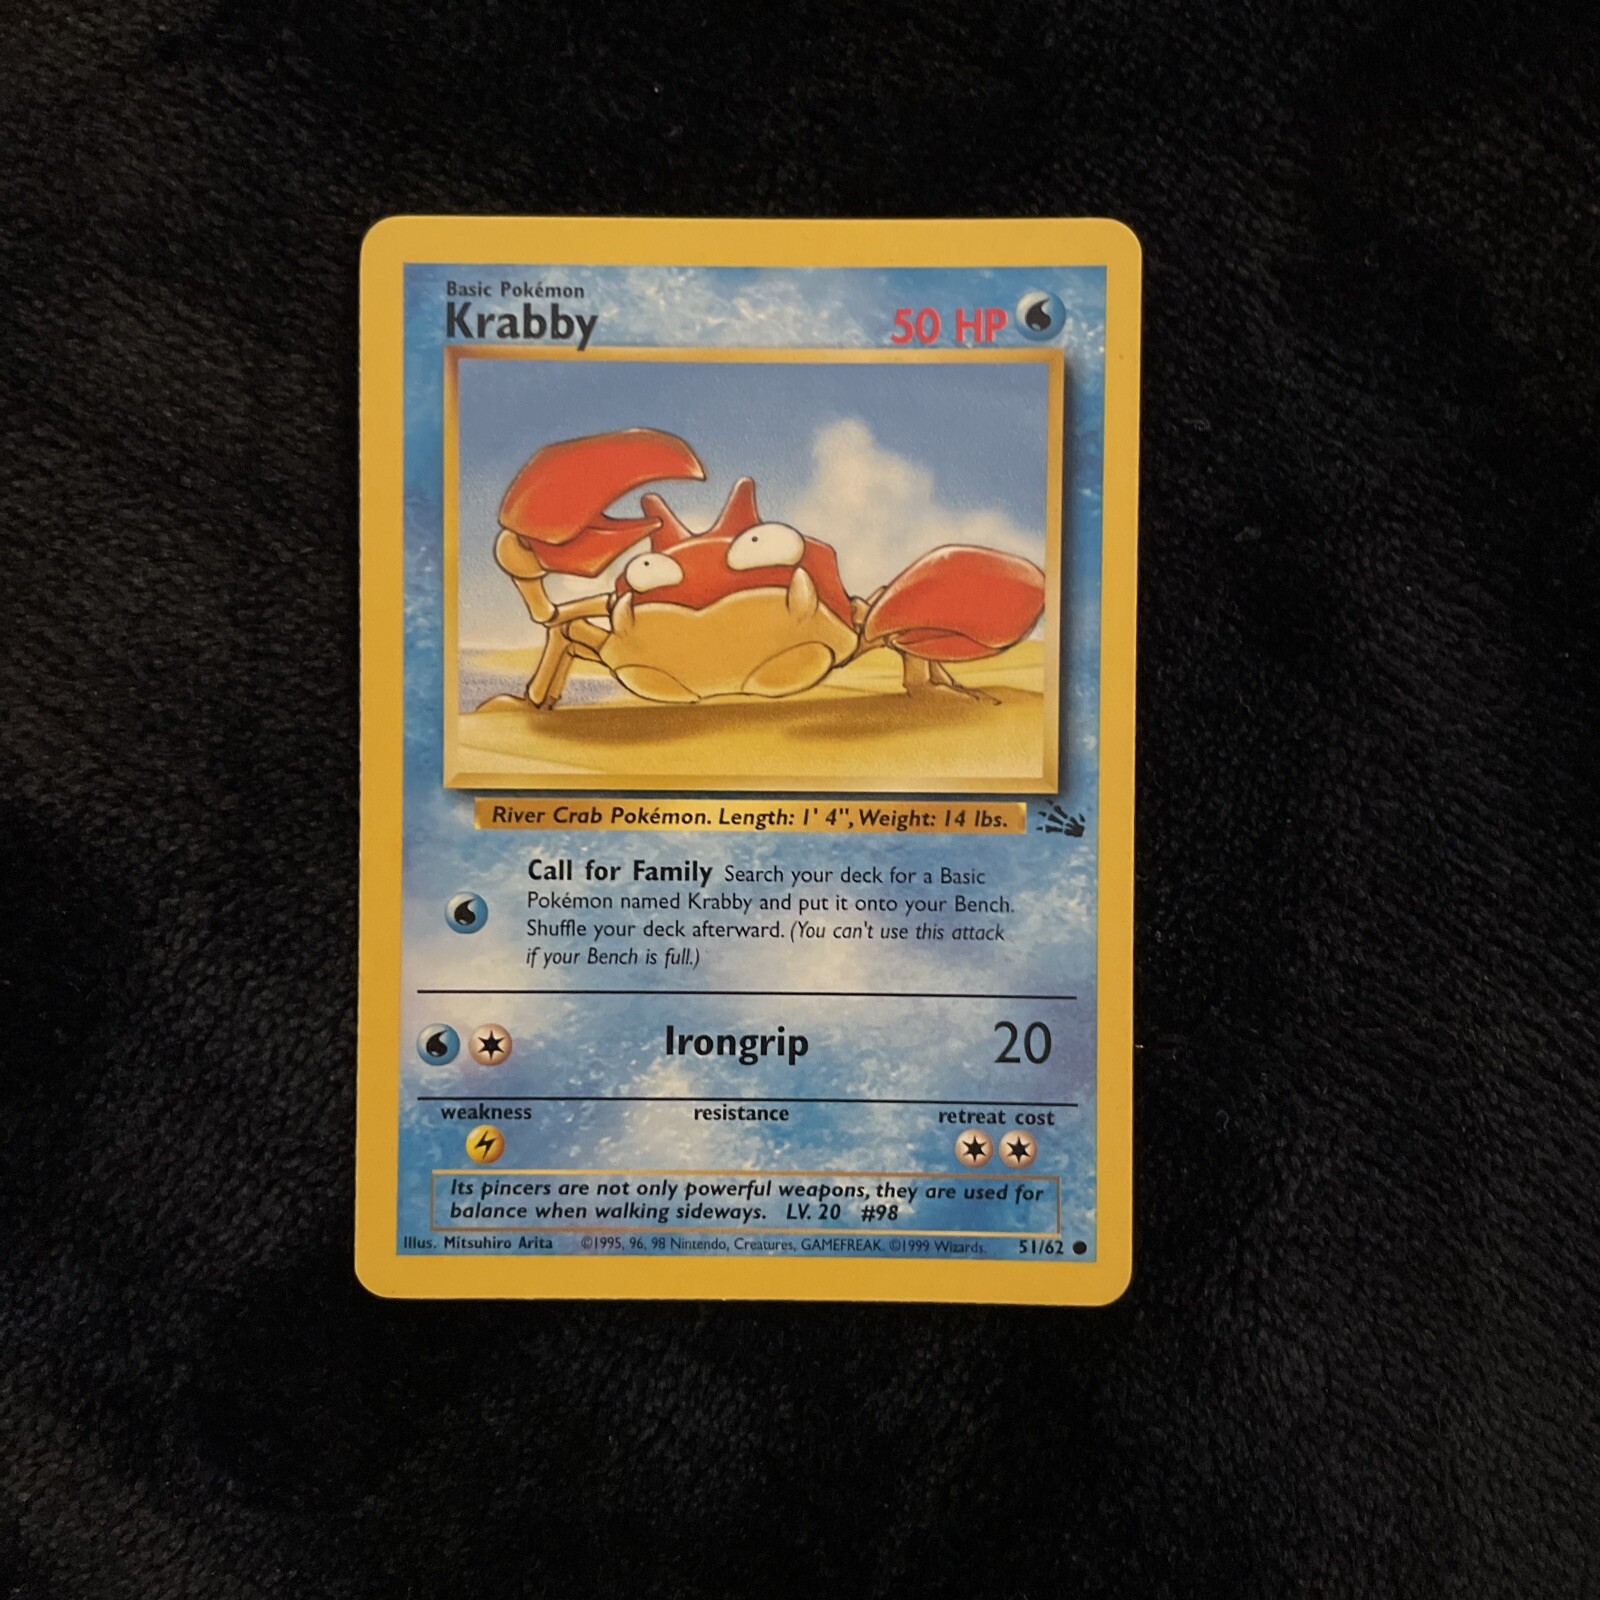 Basic Pokémon
Krabby
50 HP
River Crab Pokémon. Length: 1' 4", Weight: 14 lbs.
Call for Family Search your deck for a Basic
Pokémon named Krabby and put it onto your Bench.
Shuffle your deck afterward. (You can't use this attack
if your Bench is full.)
Irongrip 20
weakness resistance retreat cost
Its pincers are not only powerful weapons, they are used for
balance when walking sideways. LV. 20 #98
Illus. Mitsuhiro Arita ©1995, 96, 98 Nintendo, Creatures, GAMEFREAK. ©1999 Wizards. 51/62